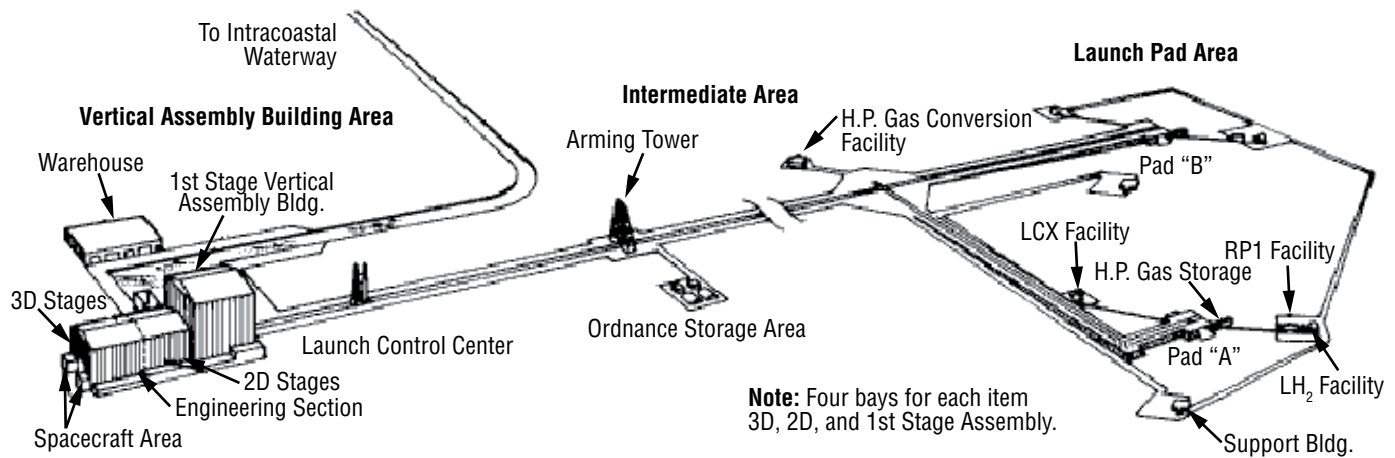 To Intracoastal
Waterway
Launch Pad Area
Vertical Assembly Building Area
Intermediate Area
H.P. Gas Conversion
Facility
Arming Tower
Warehouse
1st Stage Vertical
Assembly Bldg.
Pad “B”
LCX Facility
RP1 Facility
H.P. Gas Storage
3D Stages
Ordnance Storage Area
Launch Control Center
Pad “A”
2D Stages
Engineering Section
LH2 Facility
Note: Four bays for each item
3D, 2D, and 1st Stage Assembly.
Spacecraft Area
Support Bldg.